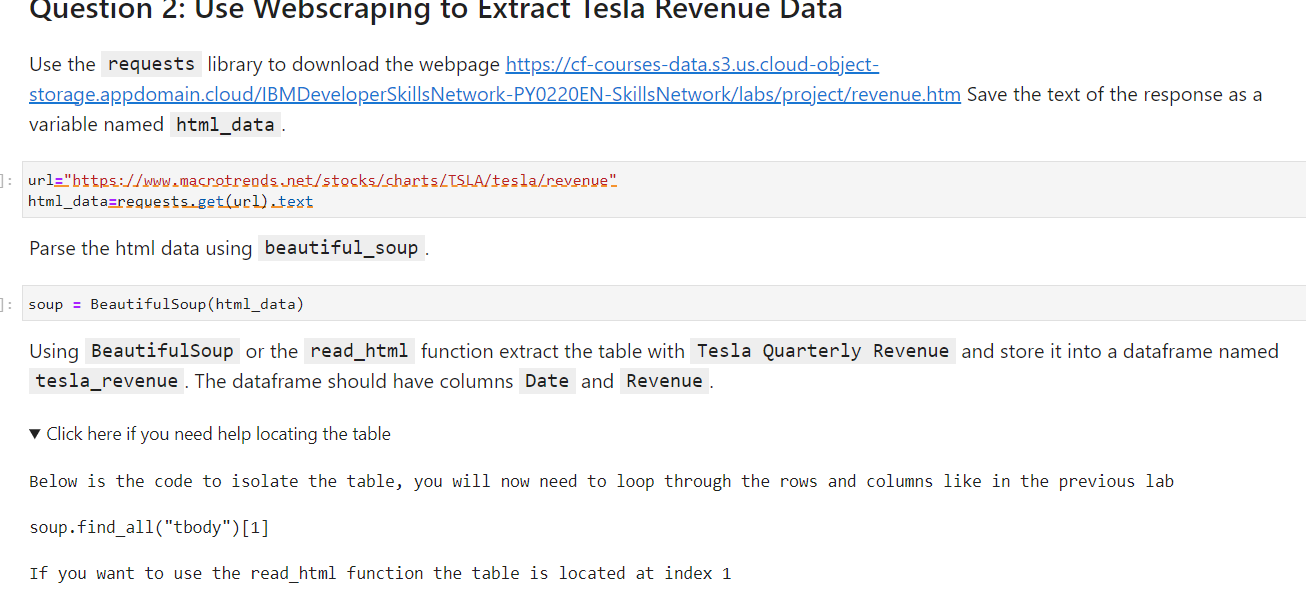 Question 2: Use Webscraping to Extract Tesla Revenue Data
Use the requests library to download the webpage https://cf-courses-data.s3.us.cloud-object-
storage.appdomain.cloud/IBMDeveloperSkillsNetwork-PY0220EN-SkillsNetwork/labs/project/revenue.htm Save the text of the response as a
variable named html_data.
]: url="https://www.macrotrends.net/stocks/charts/TSLA/tesla/revenue"
html_data=requests.get(url).text
Parse the html data using beautiful_soup.
]: soup = BeautifulSoup(html_data)
Using BeautifulSoup or the read_html function extract the table with Tesla Quarterly Revenue and store it into a dataframe named
tesla_revenue. The dataframe should have columns Date and Revenue.
▼ Click here if you need help locating the table
Below is the code to isolate the table, you will now need to loop through the rows and columns like in the previous lab
soup.find_all("tbody")[1]
If you want to use the read_html function the table is located at index 1